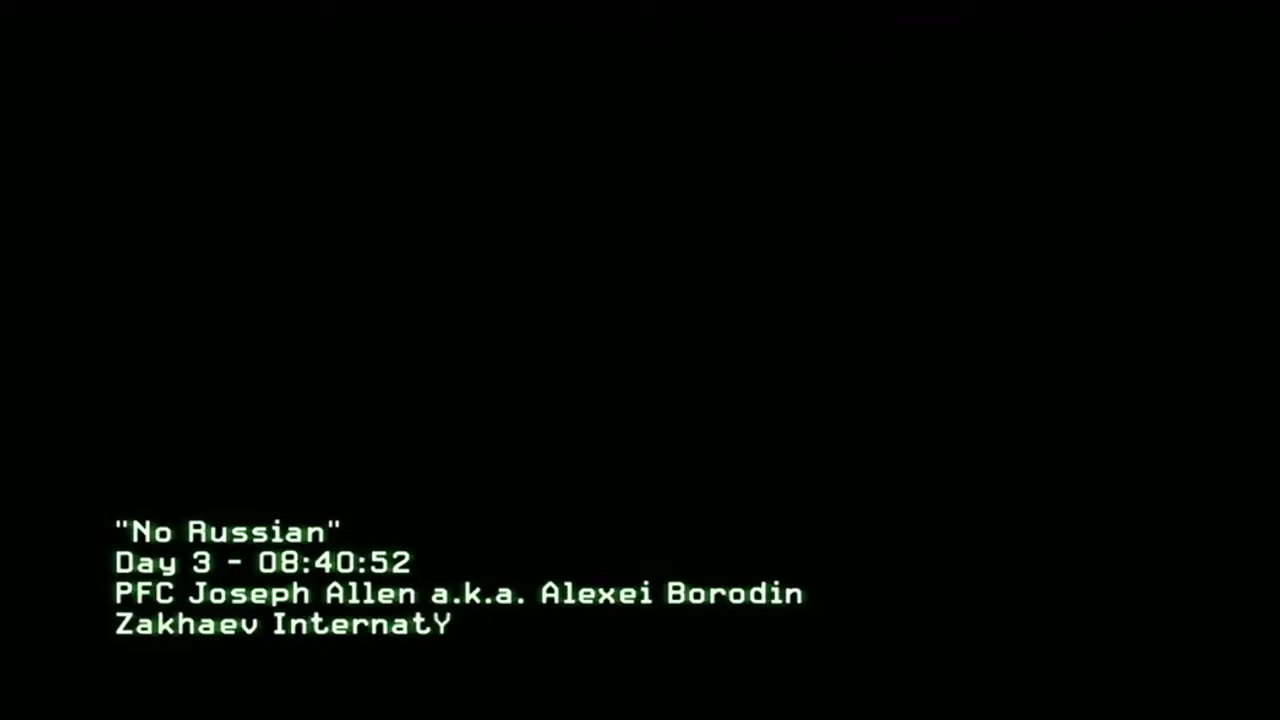 "No Russian"
Day 3 - 08:40:52
PFC Joseph Allen a.k.a. Alexei Borodin
Zakhaev InternatY